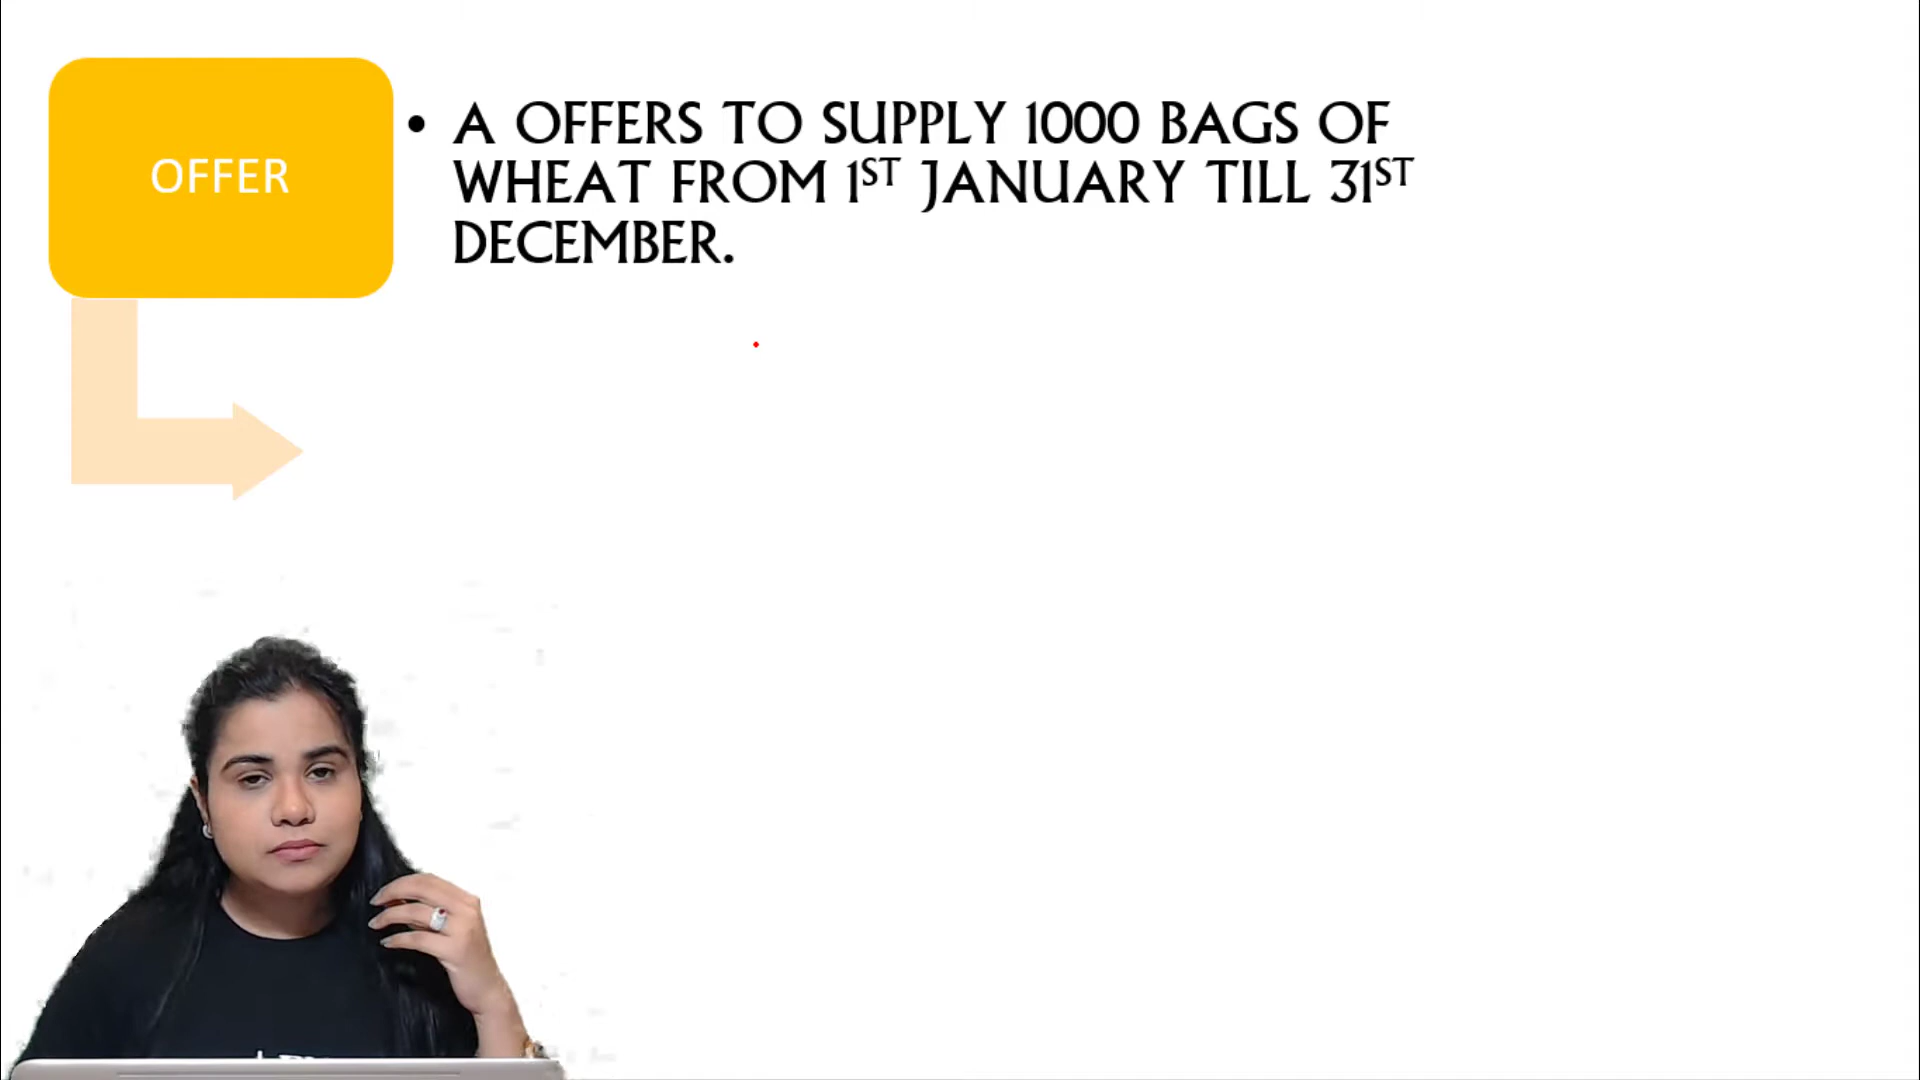 OFFER
• A OFFERS TO SUPPLY 1000 BAGS OF
WHEAT FROM 1ST JANUARY TILL 31ST
DECEMBER.